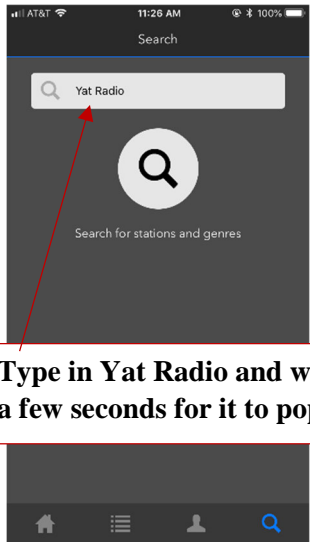 AT&T 11:26 AM 100%
Search
Yat Radio
Search for stations and genres
Type in Yat Radio and w
a few seconds for it to pop